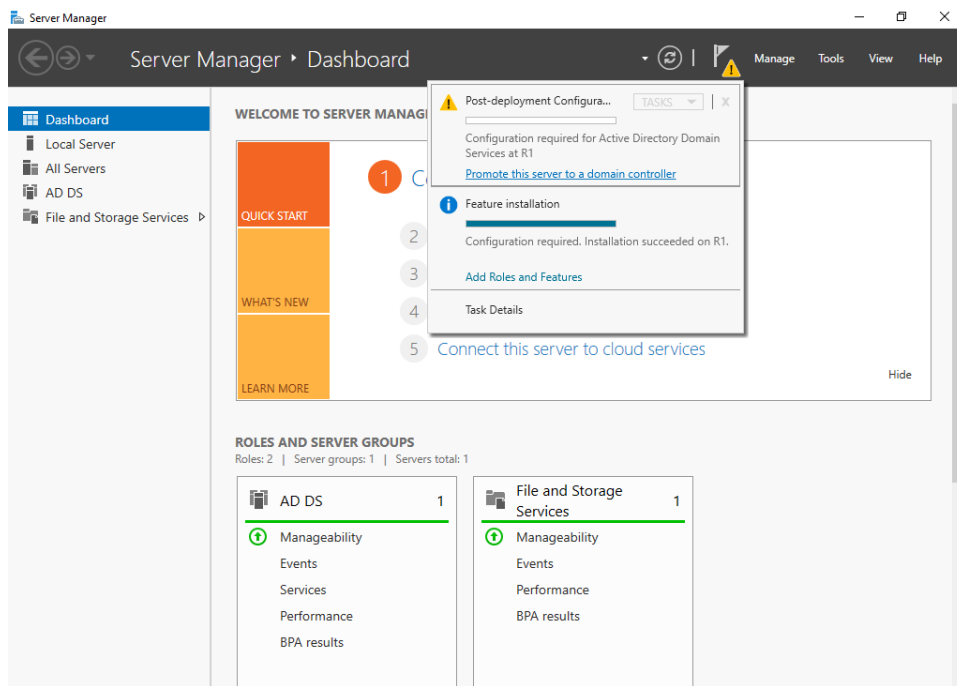 Server Manager
Server Manager ‣ Dashboard
Manage Tools View Help
Dashboard
Local Server
All Servers
AD DS
File and Storage Services
WELCOME TO SERVER MANAG
QUICK START
WHAT'S NEW
LEARN MORE
1
2
3
4
5 Connect this server to cloud services
Hide
Post-deployment Configura... TASKS X
Configuration required for Active Directory Domain
Services at R1
Promote this server to a domain controller
Feature installation
Configuration required. Installation succeeded on R1.
Add Roles and Features
Task Details
ROLES AND SERVER GROUPS
Roles: 2 | Server groups: 1 | Servers total: 1
AD DS 1
Manageability
Events
Services
Performance
BPA results
File and Storage
Services 1
Manageability
Events
Performance
BPA results